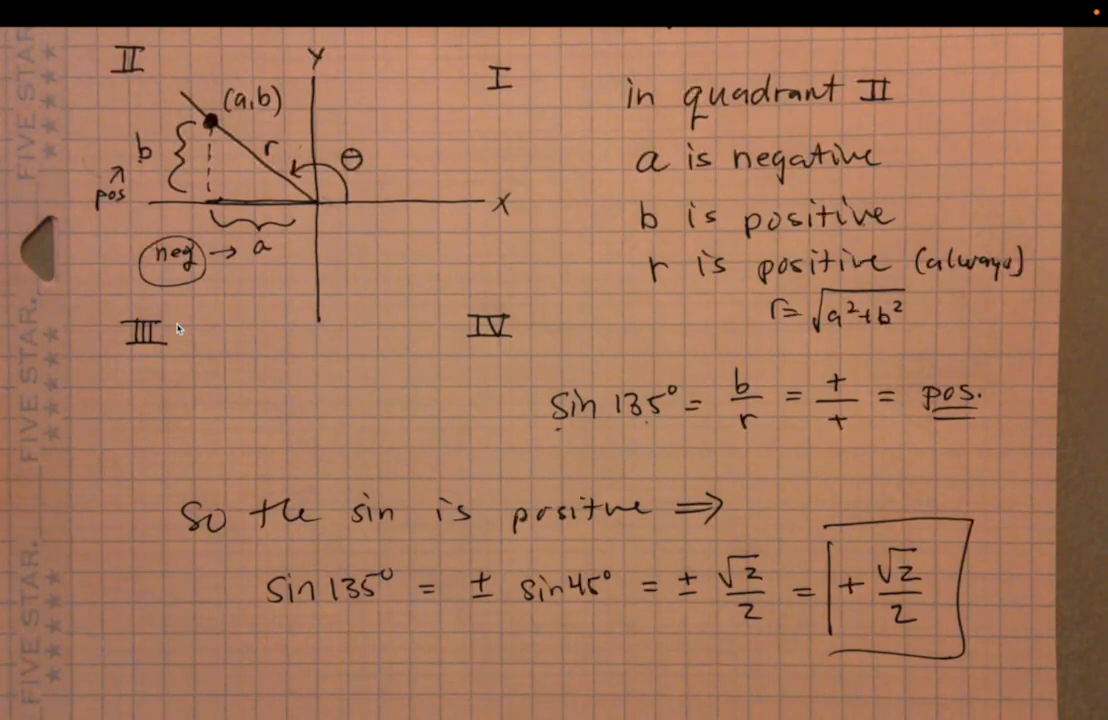 II
Y
I
(a,b)
b
r
θ
pos
X
neg → a
III
IV
in quadrant II
a is negative
b is positive
r is positive (always)
r = √a²+b²
sin 135° = b/r = +/+ = pos.
So the sin is positive ⇒
sin 135° = ± sin 45° = ± √2/2 = + √2/2
FIVE STAR.
FIVE STAR.
FIVE STAR.